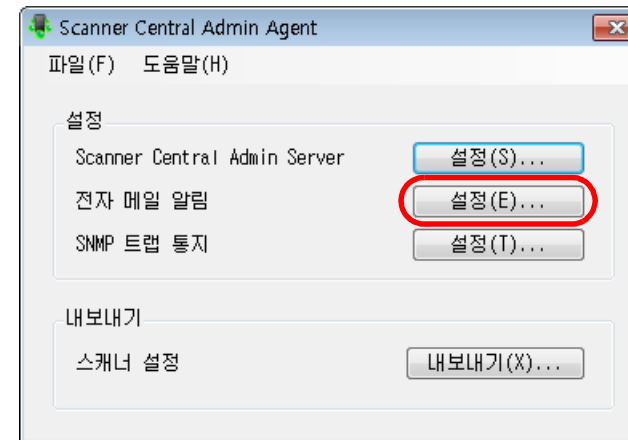 Scanner Central Admin Agent
파일(F) 도움말(H)
설정
Scanner Central Admin Server 설정(S)...
전자 메일 알림 설정(E)...
SNMP 트랩 통지 설정(T)...
내보내기
스캐너 설정 내보내기(X)...